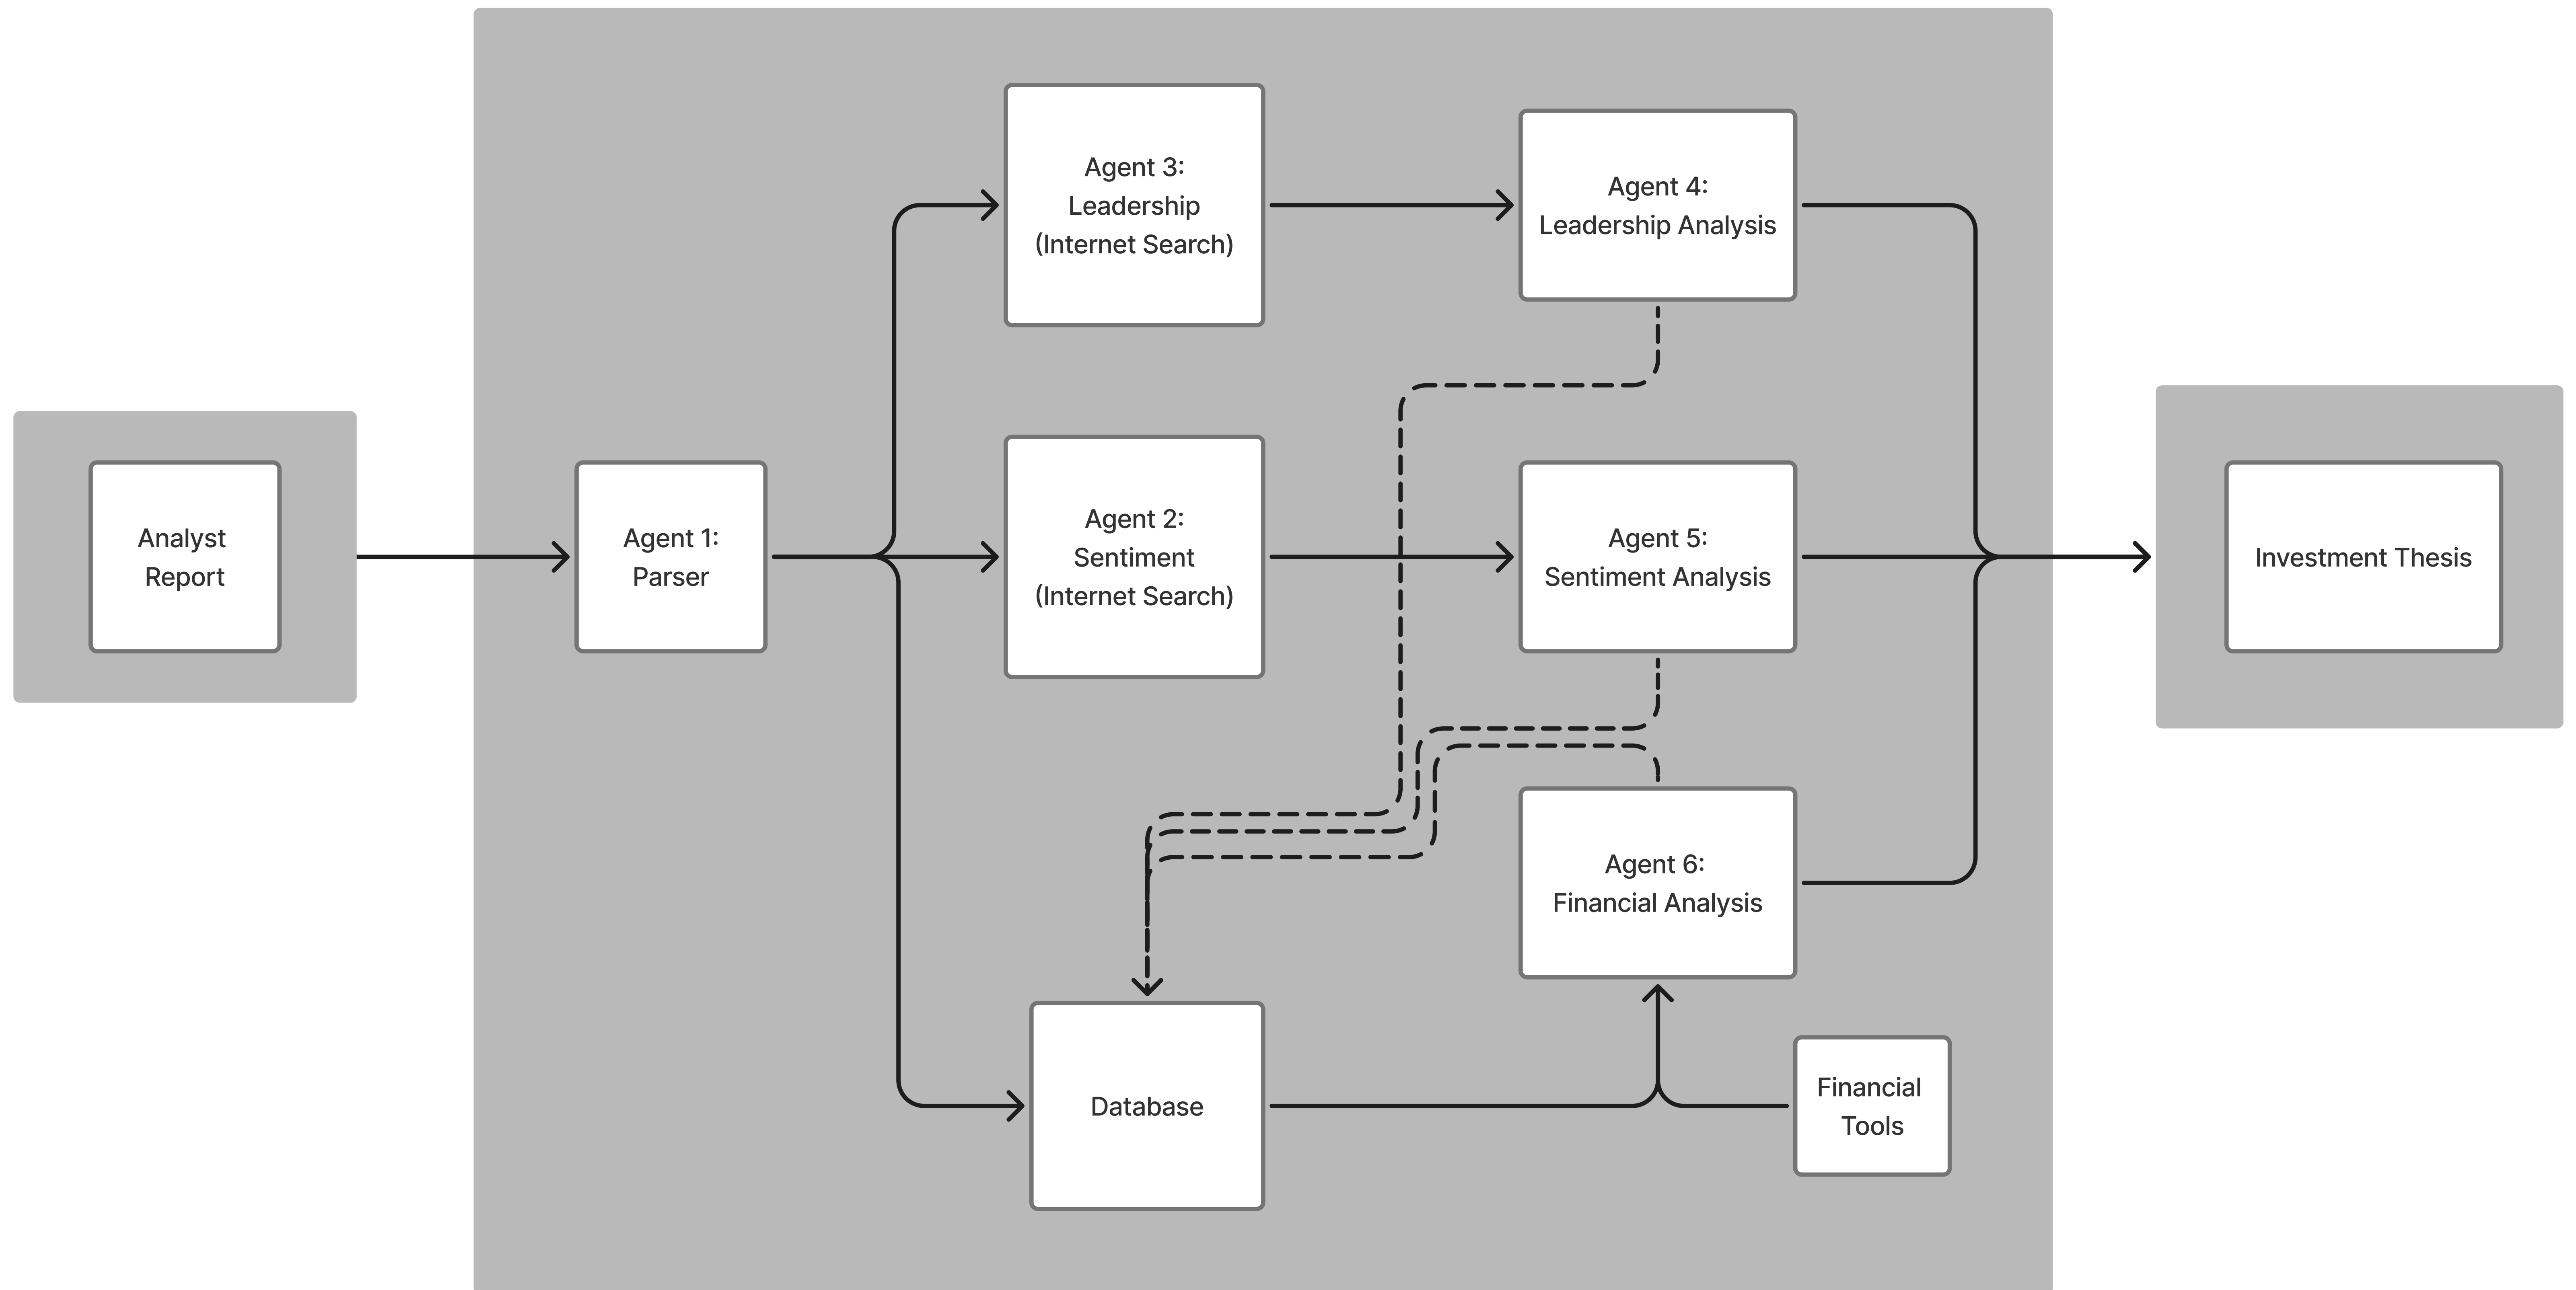 Analyst
Report
Agent 1:
Parser
Agent 3:
Leadership
(Internet Search)
Agent 2:
Sentiment
(Internet Search)
Database
Agent 4:
Leadership Analysis
Agent 5:
Sentiment Analysis
Agent 6:
Financial Analysis
Financial
Tools
Investment Thesis